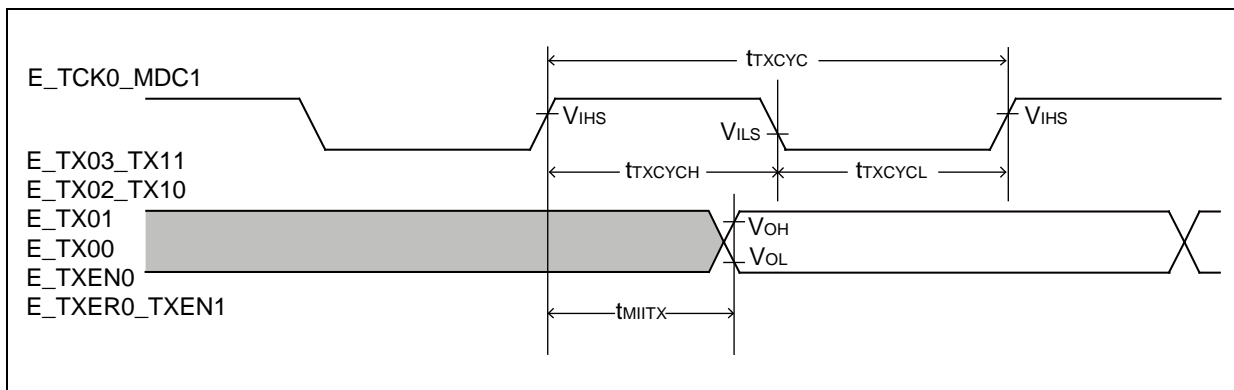 tTXCYC
E_TCK0_MDC1
VIHS
VILS
VIHS
E_TX03_TX11
tTXCYCH
tTXCYCL
E_TX02_TX10
E_TX01
VOH
E_TX00
VOL
E_TXEN0
E_TXER0_TXEN1
tMIITX